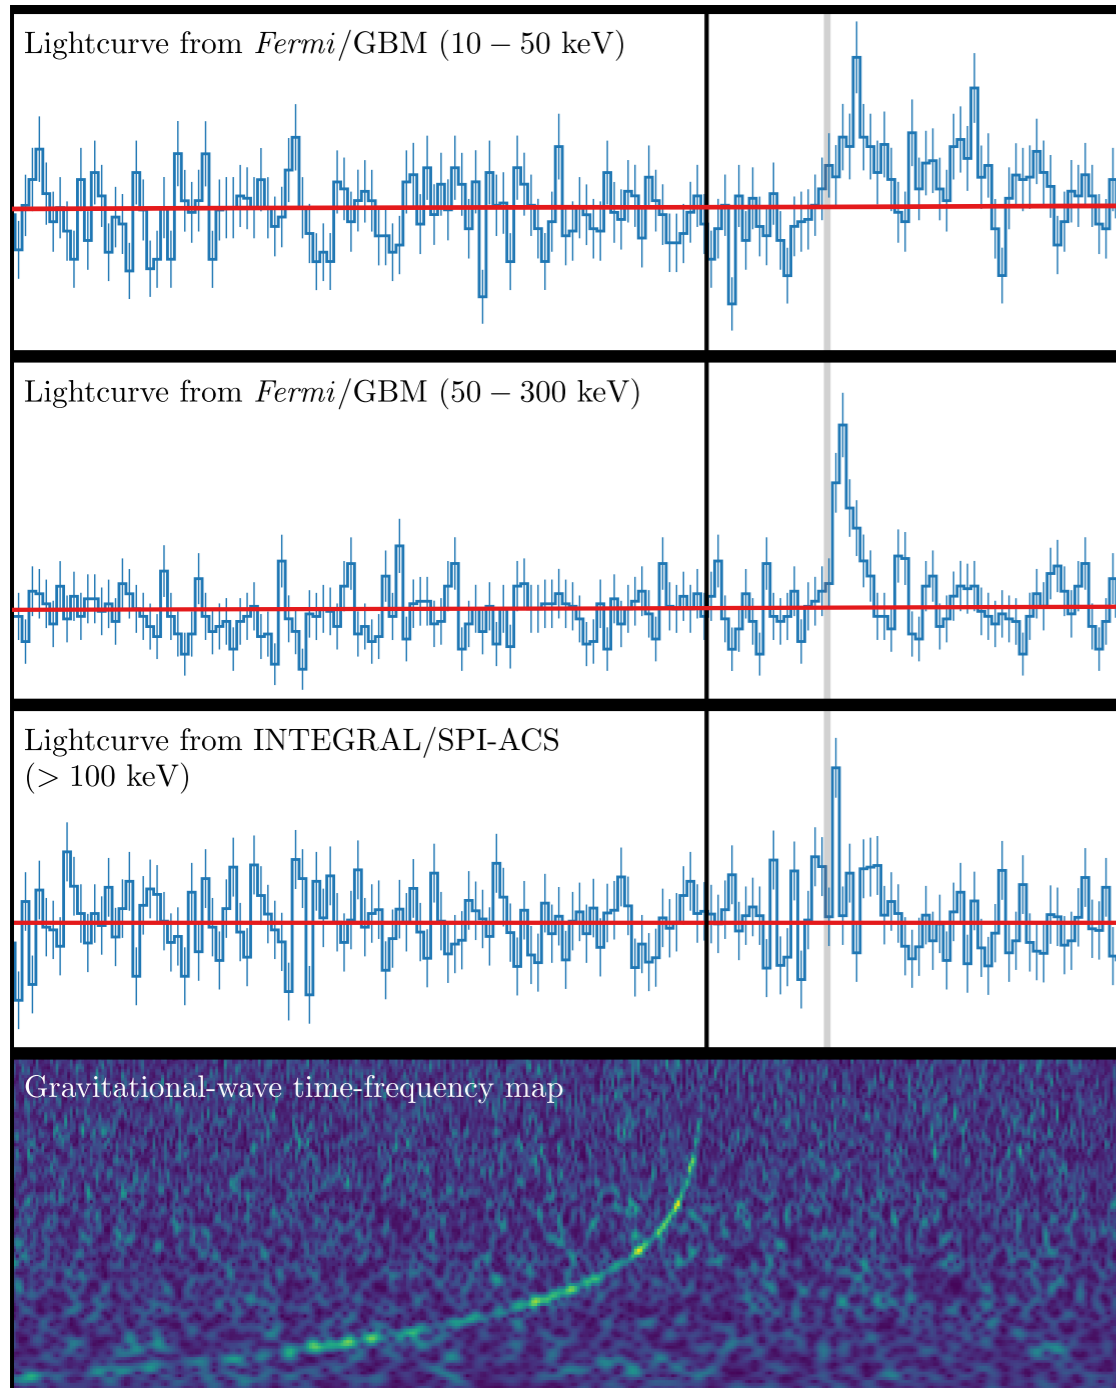 Lightcurve from Fermi/GBM (10 – 50 keV)
Lightcurve from Fermi/GBM (50 – 300 keV)
Lightcurve from INTEGRAL/SPI-ACS
(> 100 keV)
Gravitational-wave time-frequency map